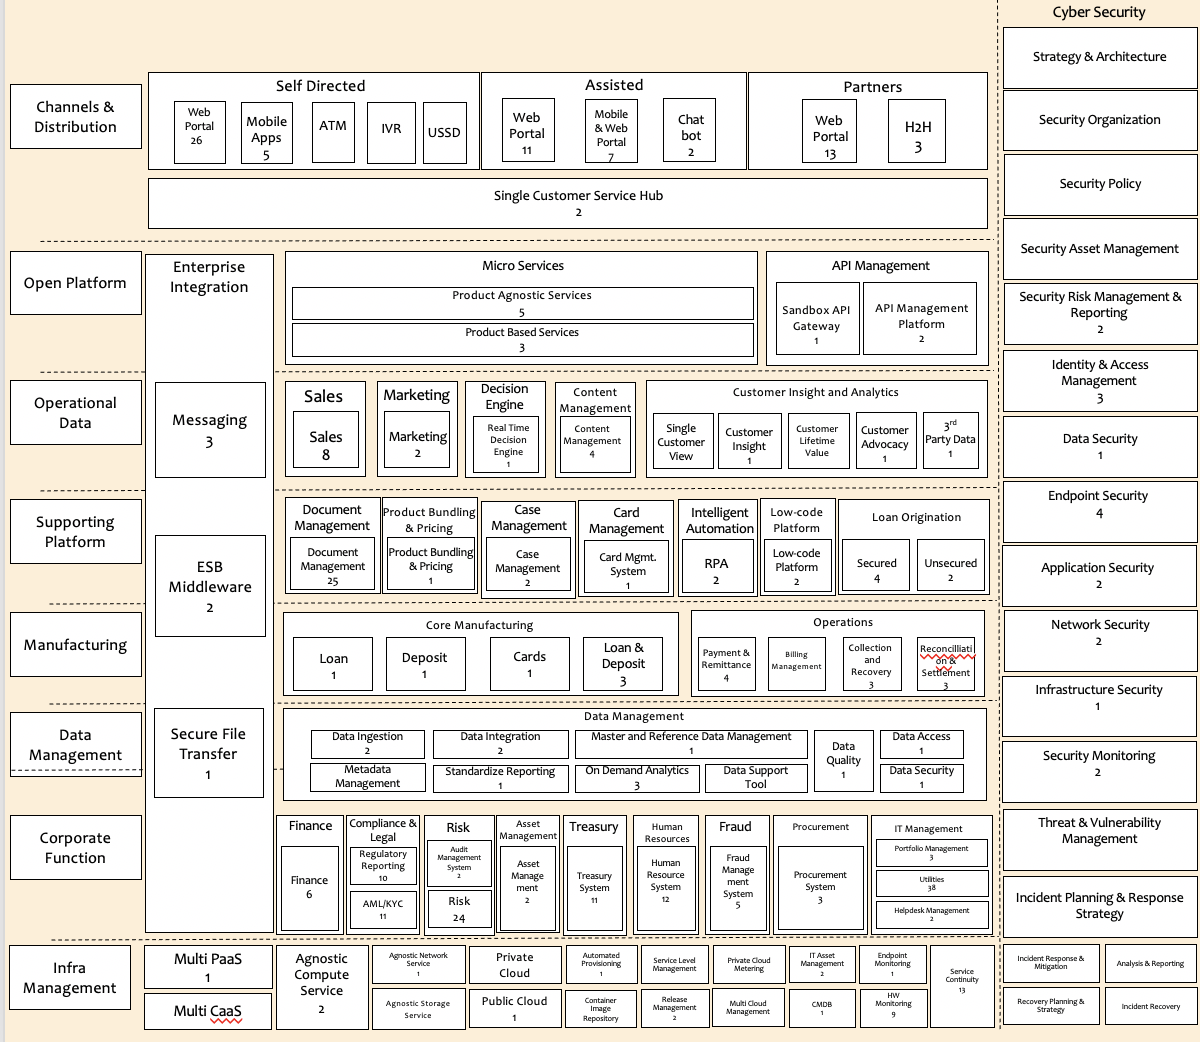 Cyber Security
Strategy & Architecture
Security Organization
Security Policy
Security Asset Management
Security Risk Management &
Reporting
2
Identity & Access
Management
3
Data Security
1
Endpoint Security
4
Application Security
2
Network Security
2
Infrastructure Security
1
Security Monitoring
2
Threat & Vulnerability
Management
Incident Planning & Response
Strategy
Incident Response &
Mitigation
Analysis & Reporting
Recovery Planning &
Strategy
Incident Recovery
Channels &
Distribution
Self Directed
Web
Portal
26
Mobile
Apps
5
ATM
IVR
USSD
Assisted
Web
Portal
11
Mobile
& Web
Portal
7
Chat
bot
2
Partners
Web
Portal
13
H2H
3
Single Customer Service Hub
2
Open Platform
Enterprise
Integration
Messaging
3
ESB
Middleware
2
Secure File
Transfer
1
Micro Services
Product Agnostic Services
5
Product Based Services
3
API Management
Sandbox API
Gateway
1
API Management
Platform
2
Operational
Data
Sales
Sales
8
Marketing
Marketing
2
Decision
Engine
Real Time
Decision
Engine
1
Content
Management
Content
Management
4
Customer Insight and Analytics
Single
Customer
View
Customer
Insight
1
Customer
Lifetime
Value
Customer
Advocacy
1
3rd
Party Data
1
Supporting
Platform
Document
Management
Document
Management
25
Product Bundling
& Pricing
Product Bundling
& Pricing
1
Case
Management
Case
Management
2
Card
Management
Card Mgmt.
System
1
Intelligent
Automation
RPA
2
Low-code
Platform
Low-code
Platform
2
Loan Origination
Secured
4
Unsecured
2
Manufacturing
Core Manufacturing
Loan
1
Deposit
1
Cards
1
Loan &
Deposit
3
Operations
Payment &
Remittance
4
Billing
Management
Collection
and
Recovery
3
Reconcilliati
on &
Settlement
3
Data
Management
Data Management
Data Ingestion
2
Data Integration
2
Master and Reference Data Management
1
Data
Quality
1
Data Access
1
Metadata
Management
Standardize Reporting
1
On Demand Analytics
3
Data Support
Tool
Data Security
1
Corporate
Function
Finance
Finance
6
Compliance &
Legal
Regulatory
Reporting
10
AML/KYC
11
Risk
Audit
Management
System
2
Risk
24
Asset
Management
Asset
Manage
ment
2
Treasury
Treasury
System
11
Human
Resources
Human
Resource
System
12
Fraud
Fraud
Manage
ment
System
5
Procurement
Procurement
System
3
IT Management
Portfolio Management
3
Utilities
38
Helpdesk Management
2
Infra
Management
Multi PaaS
1
Multi CaaS
Agnostic
Compute
Service
2
Agnostic Network
Service
1
Agnostic Storage
Service
Private
Cloud
Public Cloud
1
Automated
Provisioning
1
Container
Image
Repository
Service Level
Management
Release
Management
2
Private Cloud
Metering
Multi Cloud
Management
IT Asset
Management
2
CMDB
1
Endpoint
Monitoring
1
HW
Monitoring
9
Service
Continuity
13